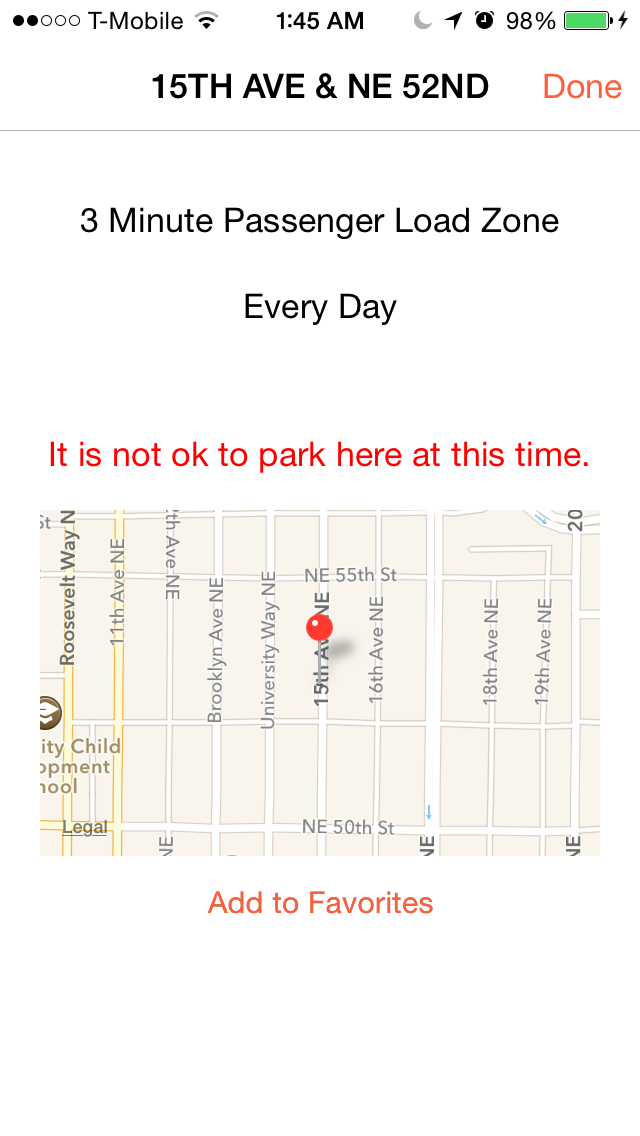 T-Mobile 1:45 AM 98%
15TH AVE & NE 52ND Done
3 Minute Passenger Load Zone
Every Day
It is not ok to park here at this time.
St
20
Roosevelt Way N
11th Ave NE
th Ave NE
Brooklyn Ave NE
University Way NE
NE 55th St
15th Ave NE
16th Ave NE
18th Ave NE
19th Ave NE
ity Child
opment
hool
Legal
NE 50th St
NE
NE
NE
Add to Favorites